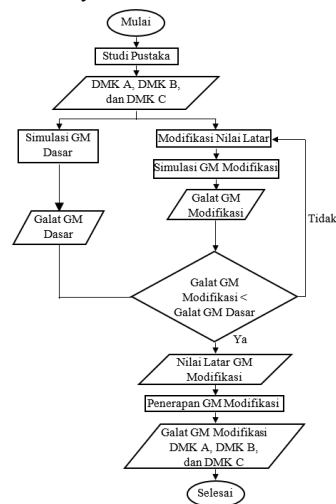 Mulai
Studi Pustaka
DMK A, DMK B,
dan DMK C
Simulasi GM
Dasar
Modifikasi Nilai Latar
Simulasi GM Modifikasi
Galat GM
Dasar
Galat GM
Modifikasi
Tidak
Galat GM
Modifikasi <
Galat GM Dasar
Ya
Nilai Latar GM
Modifikasi
Penerapan GM Modifikasi
Galat GM Modifikasi
DMK A, DMK B,
dan DMK C
Selesai